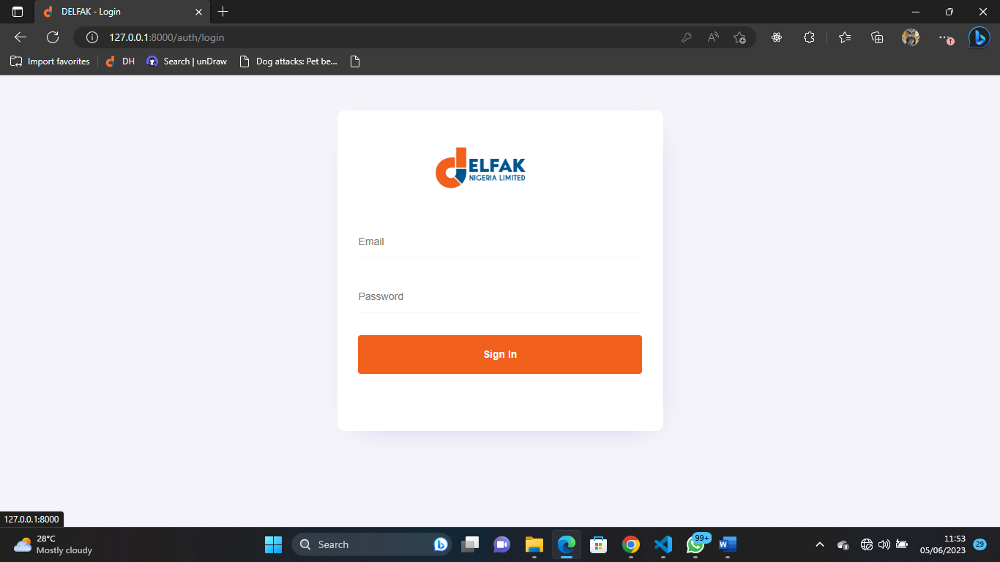 DELFAK - Login
127.0.0.1:8000/auth/login
Import favorites
DH
Search | unDraw
Dog attacks: Pet be...
ELFAK
NIGERIA LIMITED
Email
Password
Sign In
127.0.0.1:8000
28°C
Mostly cloudy
Search
99+
11:53
05/06/2023
29